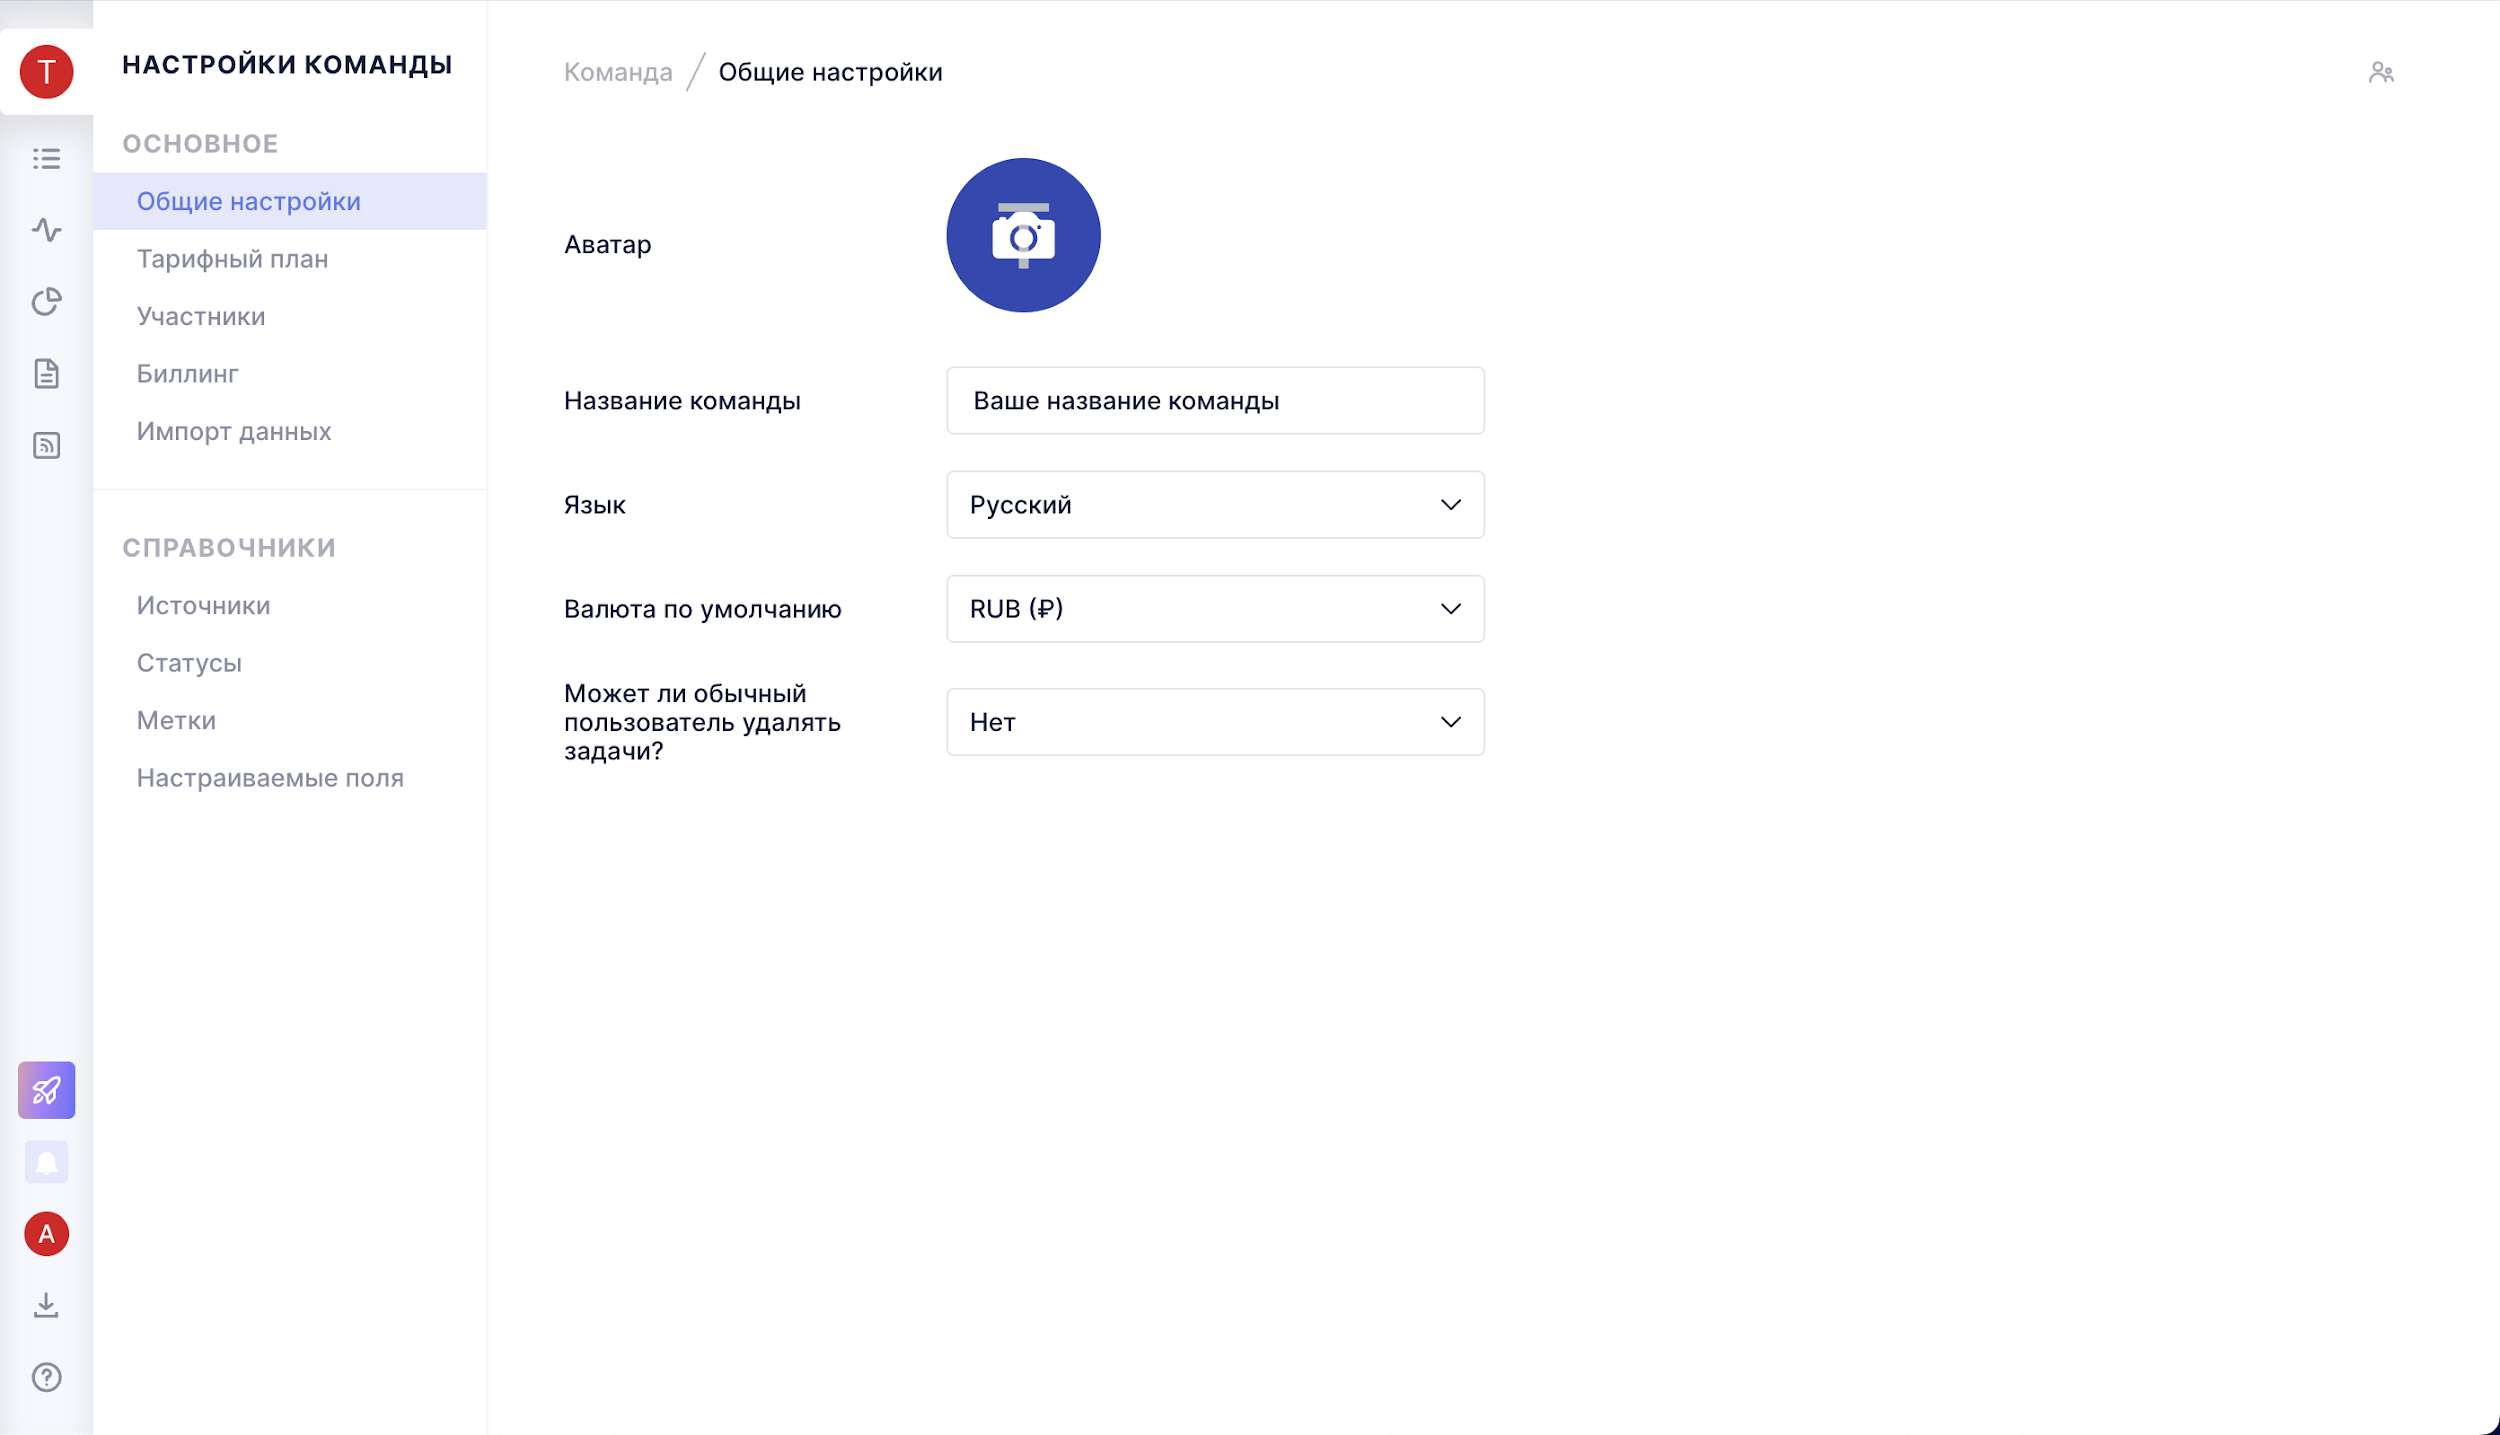 T
НАСТРОЙКИ КОМАНДЫ
ОСНОВНОЕ
Общие настройки
Тарифный план
Участники
Биллинг
Импорт данных
СПРАВОЧНИКИ
Источники
Статусы
Метки
Настраиваемые поля
A
Команда / Общие настройки
Аватар
Название команды
Ваше название команды
Язык
Русский
Валюта по умолчанию
RUB (₽)
Может ли обычный
пользователь удалять
задачи?
Нет